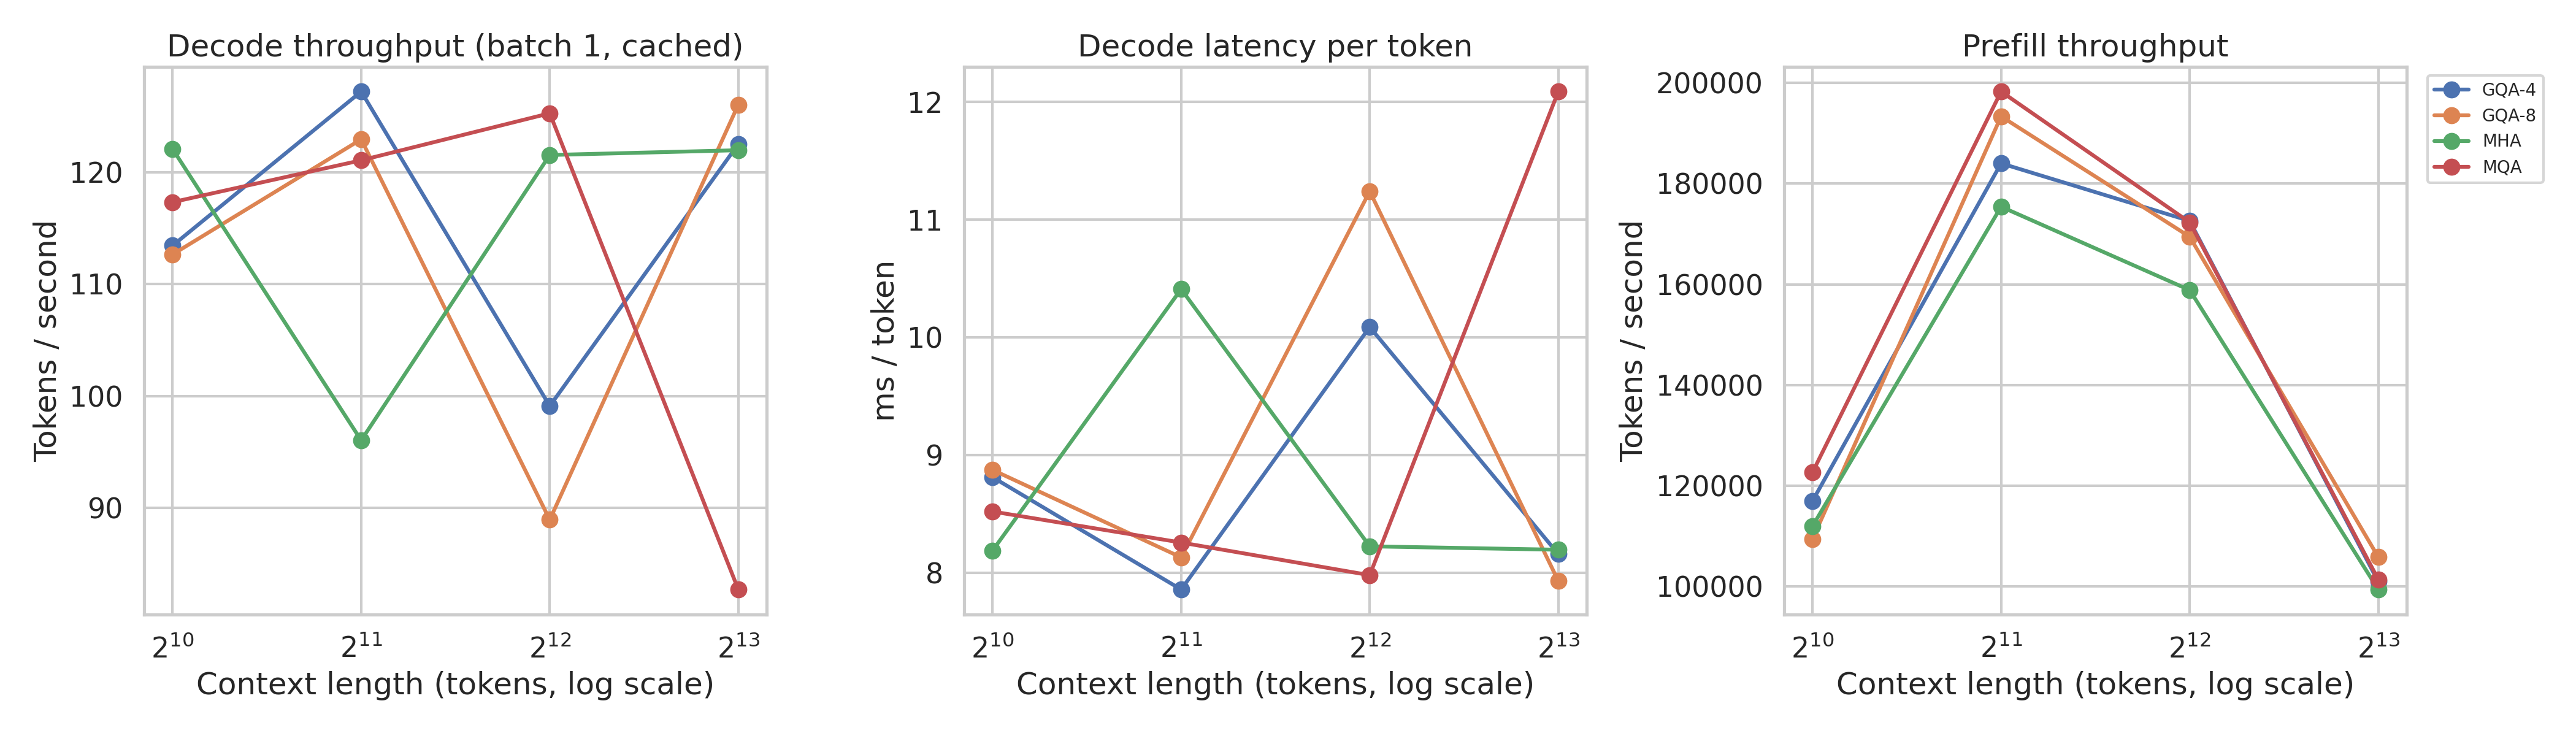 Decode throughput (batch 1, cached)
Tokens / second
120
110
100
90
2^10
2^11
2^12
2^13
Context length (tokens, log scale)
Decode latency per token
ms / token
12
11
10
9
8
2^10
2^11
2^12
2^13
Context length (tokens, log scale)
Prefill throughput
Tokens / second
200000
180000
160000
140000
120000
100000
2^10
2^11
2^12
2^13
Context length (tokens, log scale)
GQA-4
GQA-8
MHA
MQA